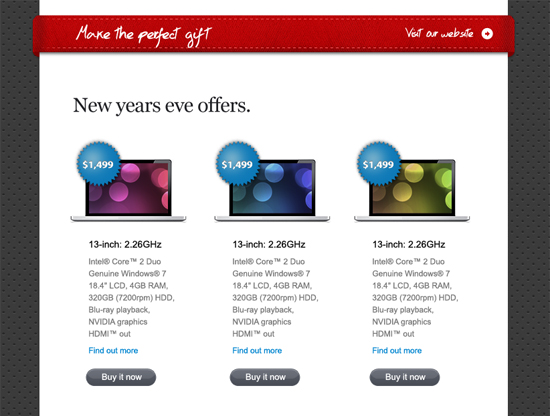 Make the perfect gift
Visit our website
New years eve offers.
$1,499
13-inch: 2.26GHz
Intel® Core™ 2 Duo
Genuine Windows® 7
18.4" LCD, 4GB RAM,
320GB (7200rpm) HDD,
Blu-ray playback,
NVIDIA graphics
HDMI™ out
Find out more
Buy it now
$1,499
13-inch: 2.26GHz
Intel® Core™ 2 Duo
Genuine Windows® 7
18.4" LCD, 4GB RAM,
320GB (7200rpm) HDD,
Blu-ray playback,
NVIDIA graphics
HDMI™ out
Find out more
Buy it now
$1,499
13-inch: 2.26GHz
Intel® Core™ 2 Duo
Genuine Windows® 7
18.4" LCD, 4GB RAM,
320GB (7200rpm) HDD,
Blu-ray playback,
NVIDIA graphics
HDMI™ out
Find out more
Buy it now